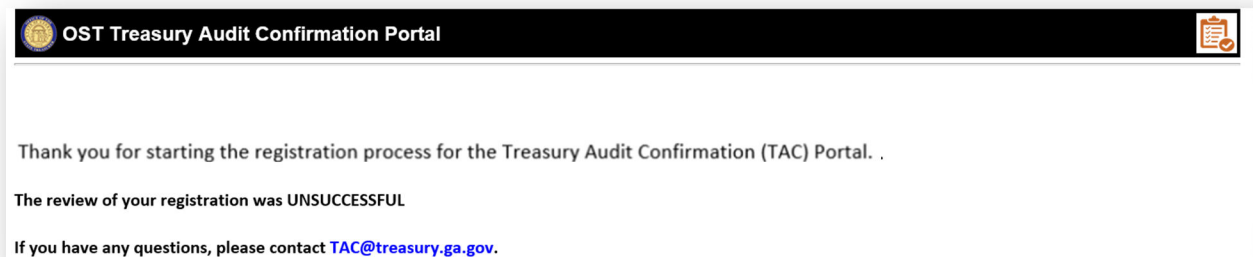 OST Treasury Audit Confirmation Portal
Thank you for starting the registration process for the Treasury Audit Confirmation (TAC) Portal. .
The review of your registration was UNSUCCESSFUL
If you have any questions, please contact TAC@treasury.ga.gov.